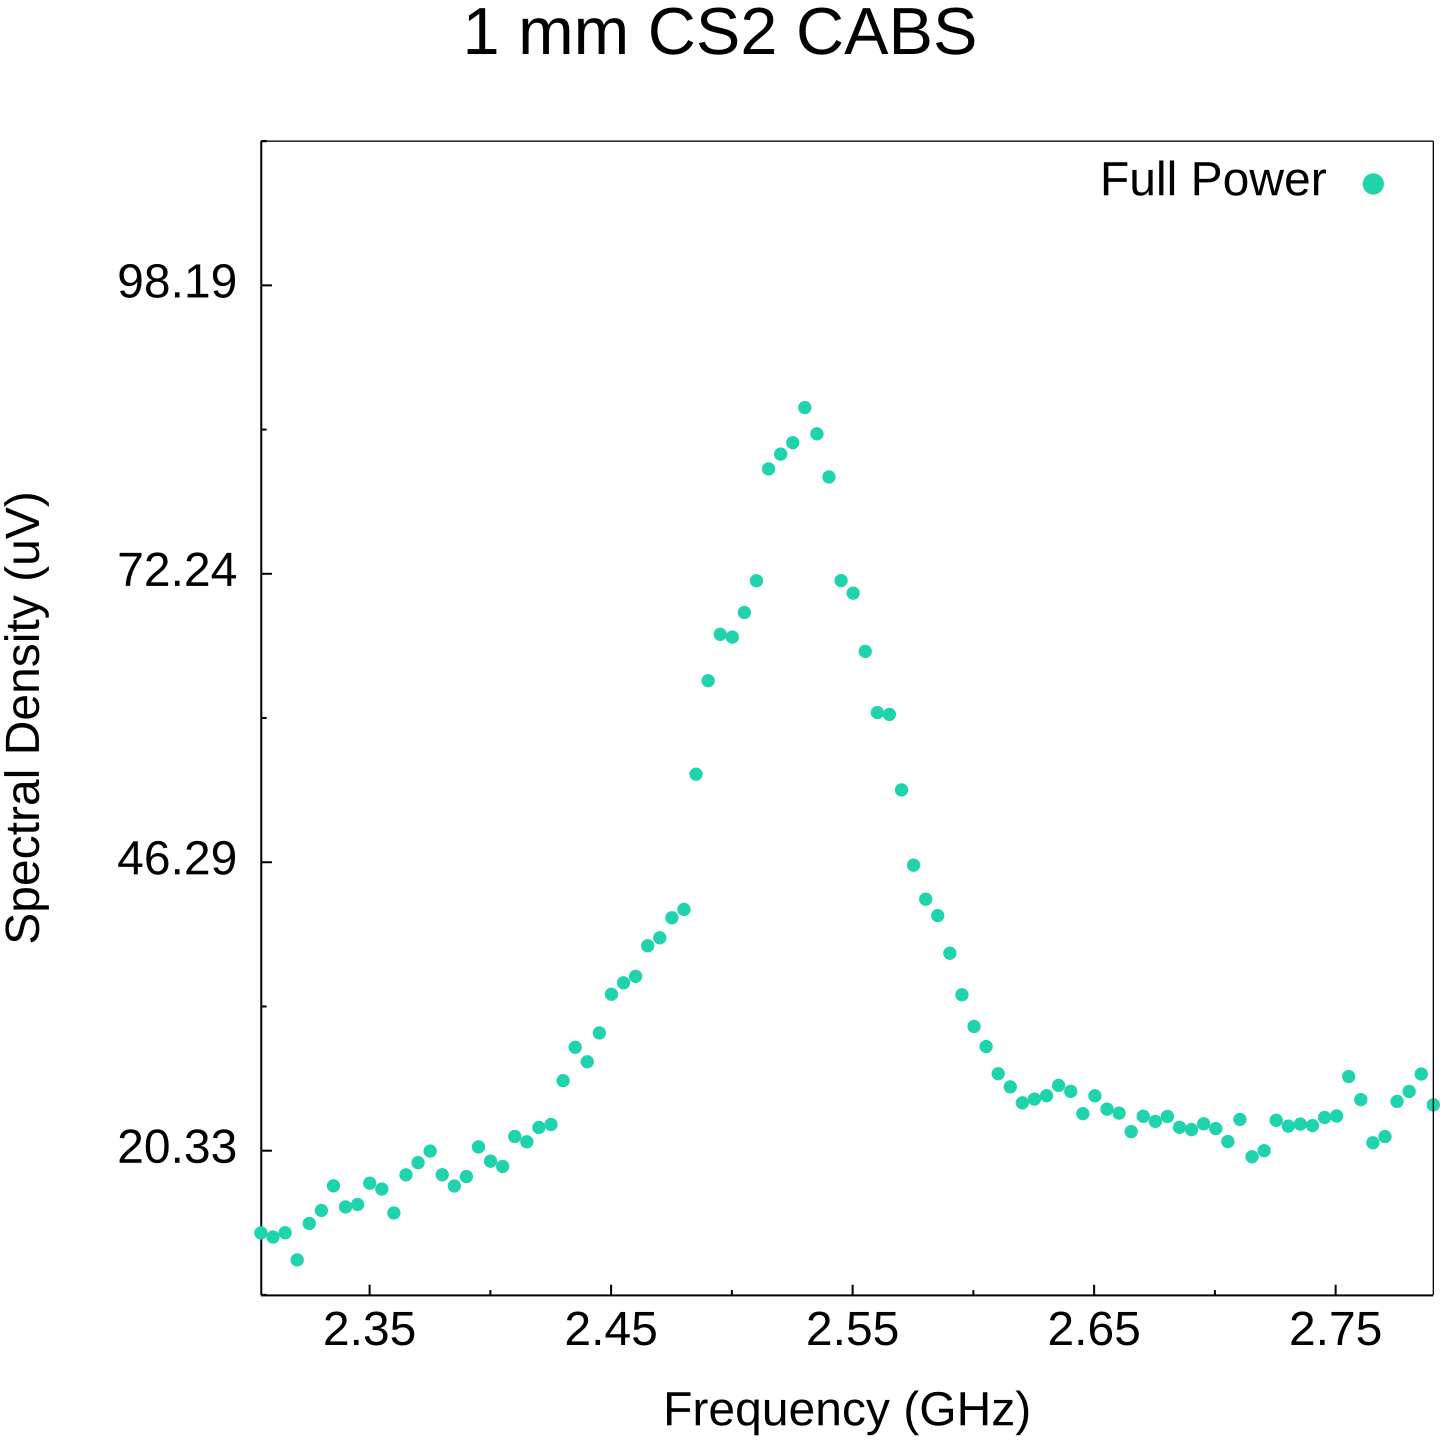 1 mm CS2 CABS
Full Power
98.19
72.24
46.29
20.33
Spectral Density (uV)
2.35 2.45 2.55 2.65 2.75
Frequency (GHz)